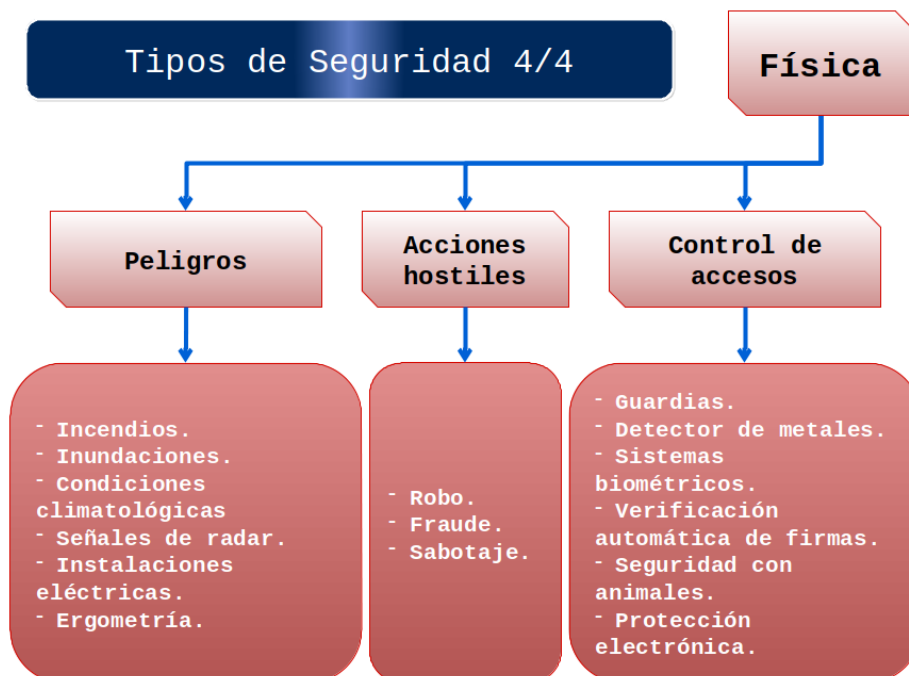 Tipos de Seguridad 4/4
Física
Peligros
Acciones
hostiles
Control de
accesos
- Incendios.
- Inundaciones.
- Condiciones
climatológicas
- Señales de radar.
- Instalaciones
eléctricas.
- Ergometría.
- Robo.
- Fraude.
- Sabotaje.
- Guardias.
- Detector de metales.
- Sistemas
biométricos.
- Verificación
automática de firmas.
- Seguridad con
animales.
- Protección
electrónica.